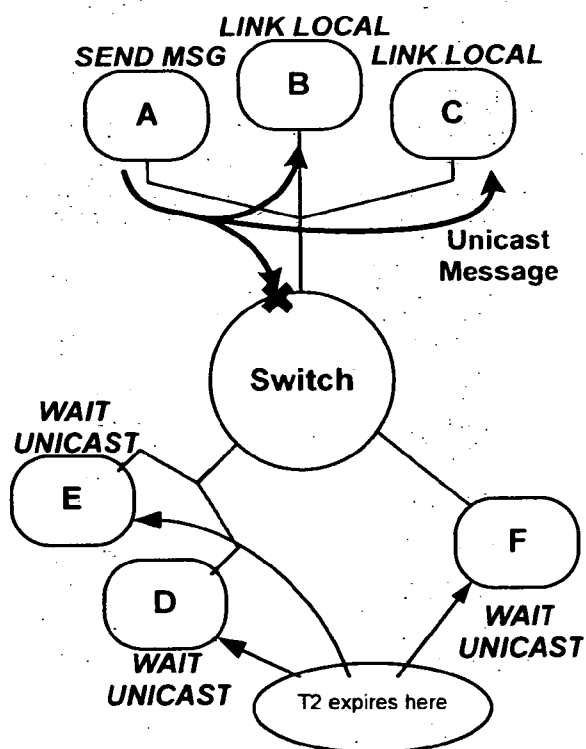 LINK LOCAL
SEND MSG
LINK LOCAL
A
B
C
Unicast
Message
Switch
WAIT
UNICAST
E
F
D
WAIT
UNICAST
WAIT
UNICAST
T2 expires here